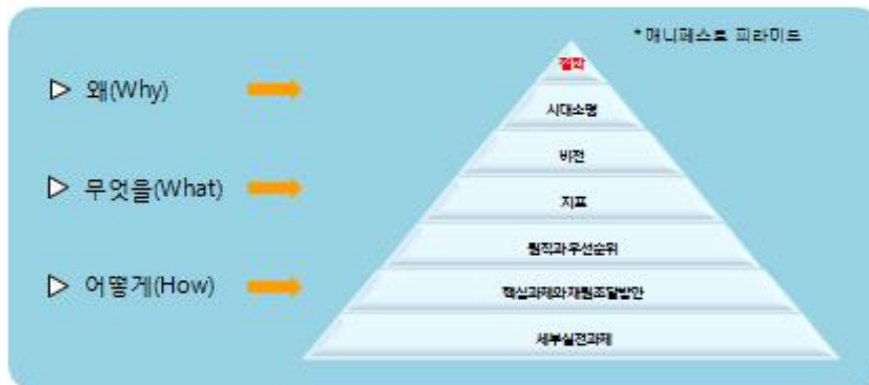 * 매니페스토 피라미드
철학
▷ 왜(Why)
시대소명
비전
▷ 무엇을(What)
지표
원칙과 우선순위
▷ 어떻게(How)
핵심과제와 재원조달방안
세부실천과제